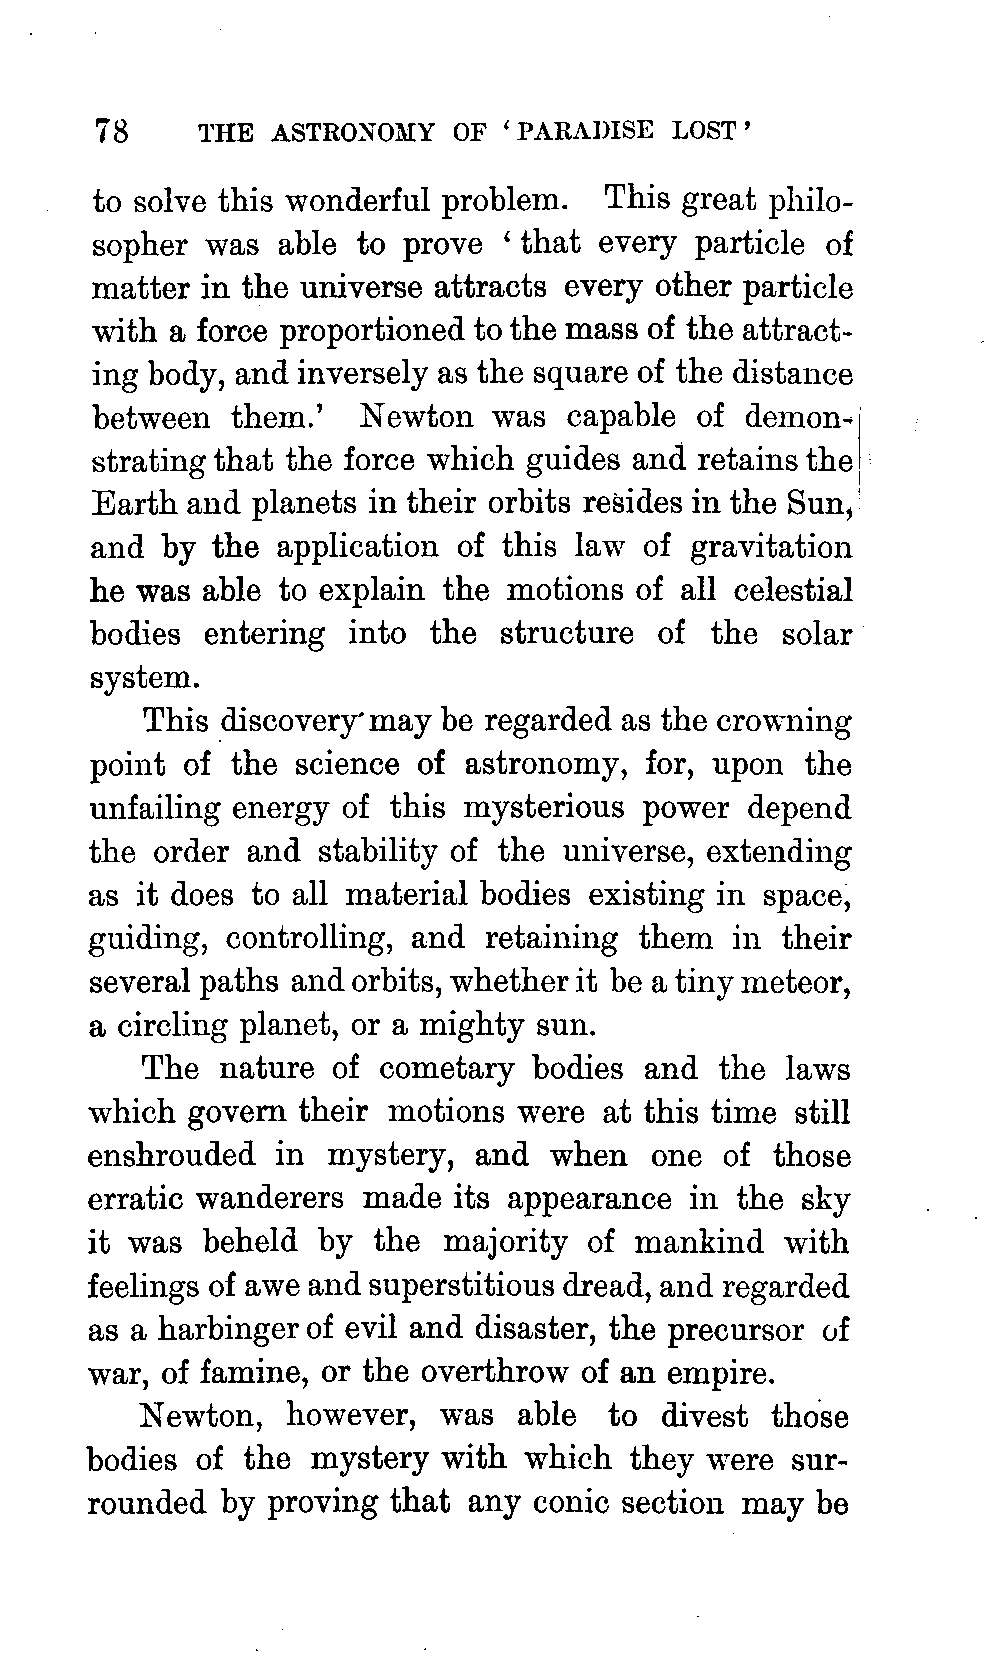 78 THE ASTRONOMY OF ‘PARADISE LOST’
to solve this wonderful problem. This great philo-
sopher was able to prove ‘that every particle of
matter in the universe attracts every other particle
with a force proportioned to the mass of the attract-
ing body, and inversely as the square of the distance
between them.’ Newton was capable of demon-
strating that the force which guides and retains the
Earth and planets in their orbits resides in the Sun,
and by the application of this law of gravitation
he was able to explain the motions of all celestial
bodies entering into the structure of the solar
system.
This discovery may be regarded as the crowning
point of the science of astronomy, for, upon the
unfailing energy of this mysterious power depend
the order and stability of the universe, extending
as it does to all material bodies existing in space,
guiding, controlling, and retaining them in their
several paths and orbits, whether it be a tiny meteor,
a circling planet, or a mighty sun.
The nature of cometary bodies and the laws
which govern their motions were at this time still
enshrouded in mystery, and when one of those
erratic wanderers made its appearance in the sky
it was beheld by the majority of mankind with
feelings of awe and superstitious dread, and regarded
as a harbinger of evil and disaster, the precursor of
war, of famine, or the overthrow of an empire.
Newton, however, was able to divest those
bodies of the mystery with which they were sur-
rounded by proving that any conic section may be